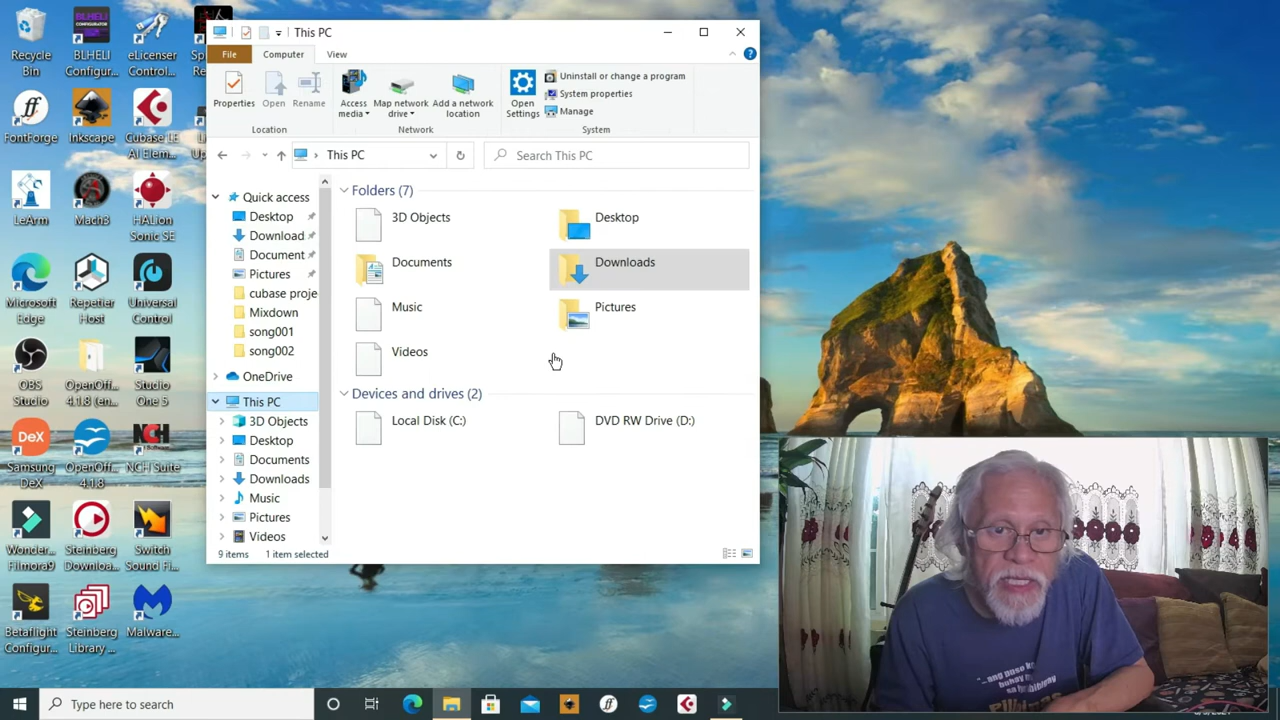 This PC
File
Computer
View
Properties
Open
Rename
Access
media
Map network
drive
Add a network
location
Open
Settings
Uninstall or change a program
System properties
Manage
Location
Network
System
This PC
Search This PC
Quick access
Desktop
Download
Document
Pictures
cubase proje
Mixdown
song001
song002
OneDrive
This PC
3D Objects
Desktop
Documents
Downloads
Music
Pictures
Videos
Folders (7)
3D Objects
Desktop
Documents
Downloads
Music
Pictures
Videos
Devices and drives (2)
Local Disk (C:)
DVD RW Drive (D:)
9 items
1 item selected
Recycle
Bin
BLHELI
Configur...
eLicenser
Control...
FontForge
Inkscape
Cubase LE
AI Elem...
LeArm
Mach3
HALion
Sonic SE
Microsoft
Edge
Repetier
Host
Universal
Control
OBS
Studio
OpenOff...
4.1.8 (en...
Studio
One 5
DeX
Samsung
DeX
OpenOff...
4.1.8
NCH
NCH Suite
Wonder...
Filmora9
Steinberg
Downloa...
Switch
Sound Fi...
Betaflight
Configur...
Steinberg
Library ...
Malware...
Type here to search
"..ang puso ko